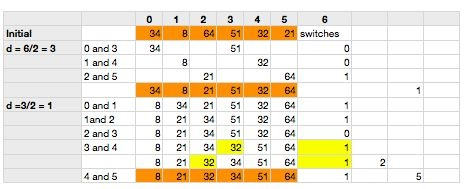 0 1 2 3 4 5 6
Initial 34 8 64 51 32 21 switches
d = 6/2 = 3 0 and 3 34 51 0
1 and 4 8 32 0
2 and 5 21 64 1
34 8 21 51 32 64 1
d =3/2 = 1 0 and 1 8 34 21 51 32 64 1
1and 2 8 21 34 51 32 64 1
2 and 3 8 21 34 51 32 64 0
3 and 4 8 21 34 32 51 64 1
8 21 32 34 51 64 1 2
4 and 5 8 21 32 34 51 64 1 5